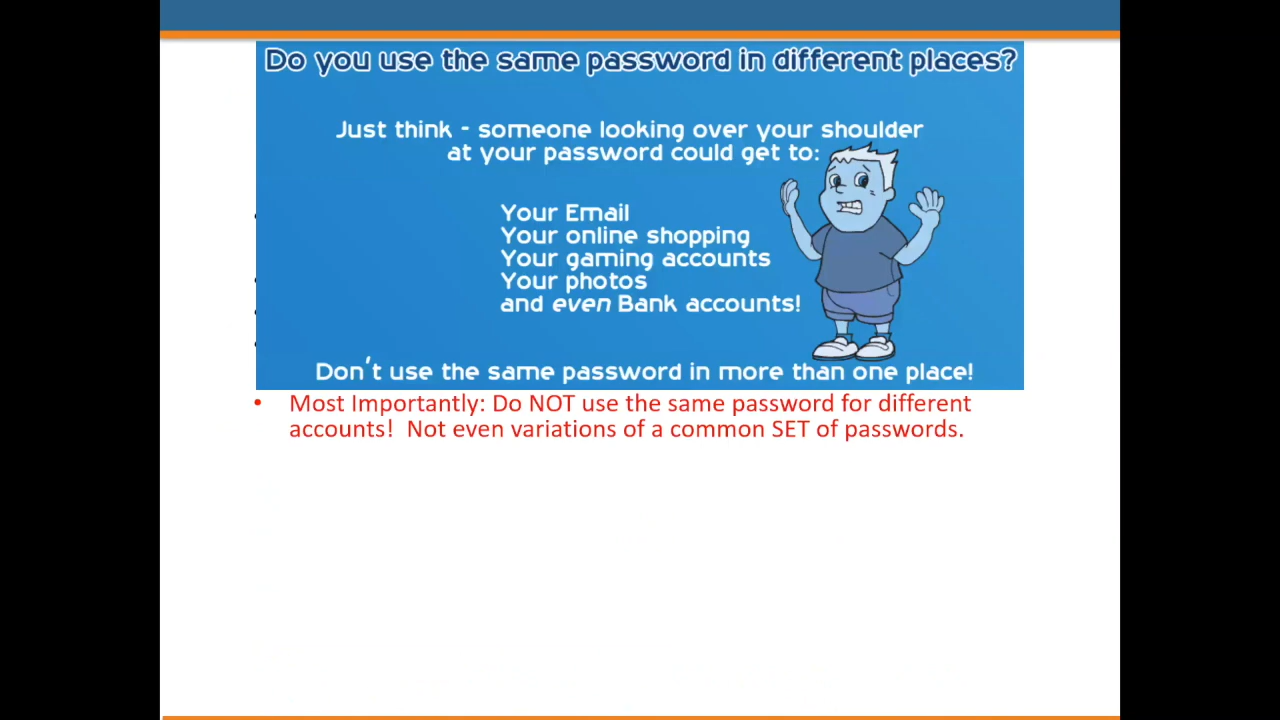 Do you use the same password in different places?
Just think - someone looking over your shoulder
at your password could get to:
Your Email
Your online shopping
Your gaming accounts
Your photos
and even Bank accounts!
Don't use the same password in more than one place!
• Most Importantly: Do NOT use the same password for different
accounts!  Not even variations of a common SET of passwords.